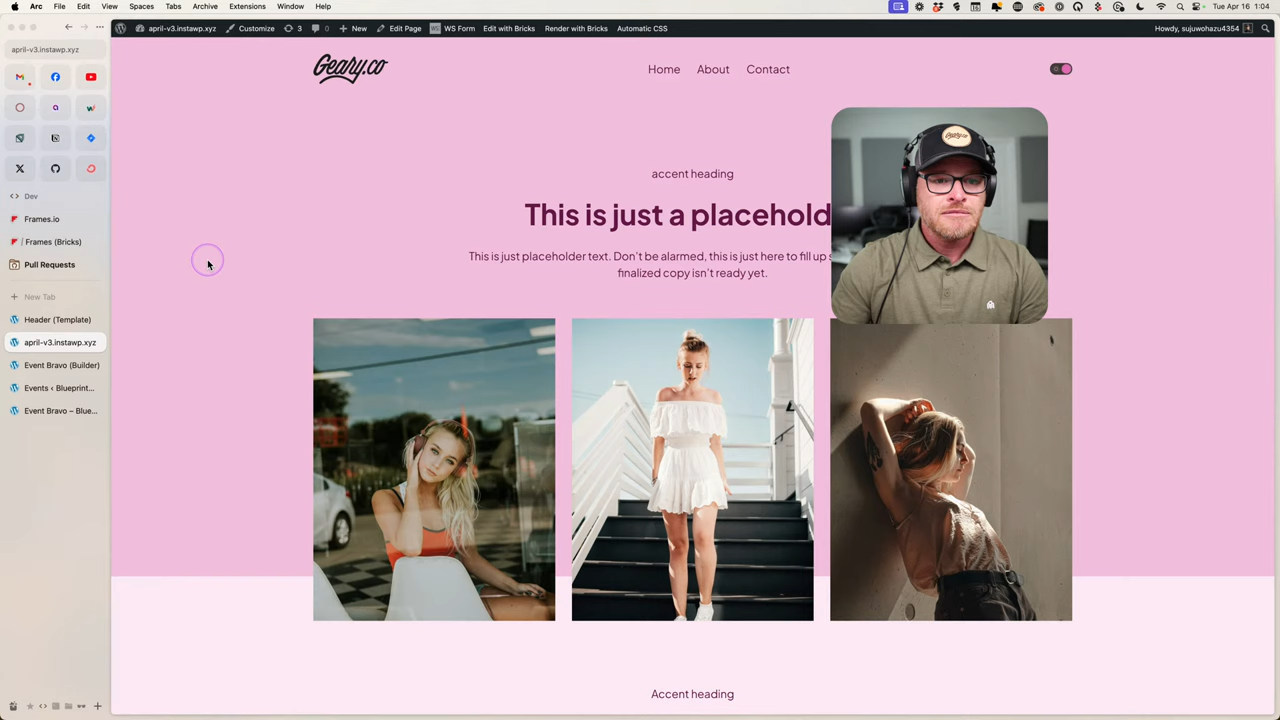 Arc File Edit View Spaces Tabs Archive Extensions Window Help
Tue Apr 16 1:04
april-v3.instawp.xyz Customize 3 0 New Edit Page WS Form Edit with Bricks Render with Bricks Automatic CSS
Howdy, sujuwohazu4354
april-v3.instawp.xyz
Dev
Frames.io
/ Frames (Bricks)
Pull Requests
New Tab
Header (Template)
april-v3.instawp.xyz
Event Bravo (Builder)
Events ‹ Blueprint...
Event Bravo ~ Blue...
Geary.co
Home About Contact
accent heading
This is just a placehold
This is just placeholder text. Don't be alarmed, this is just here to fill up s
finalized copy isn't ready yet.
Geary.co
Accent heading